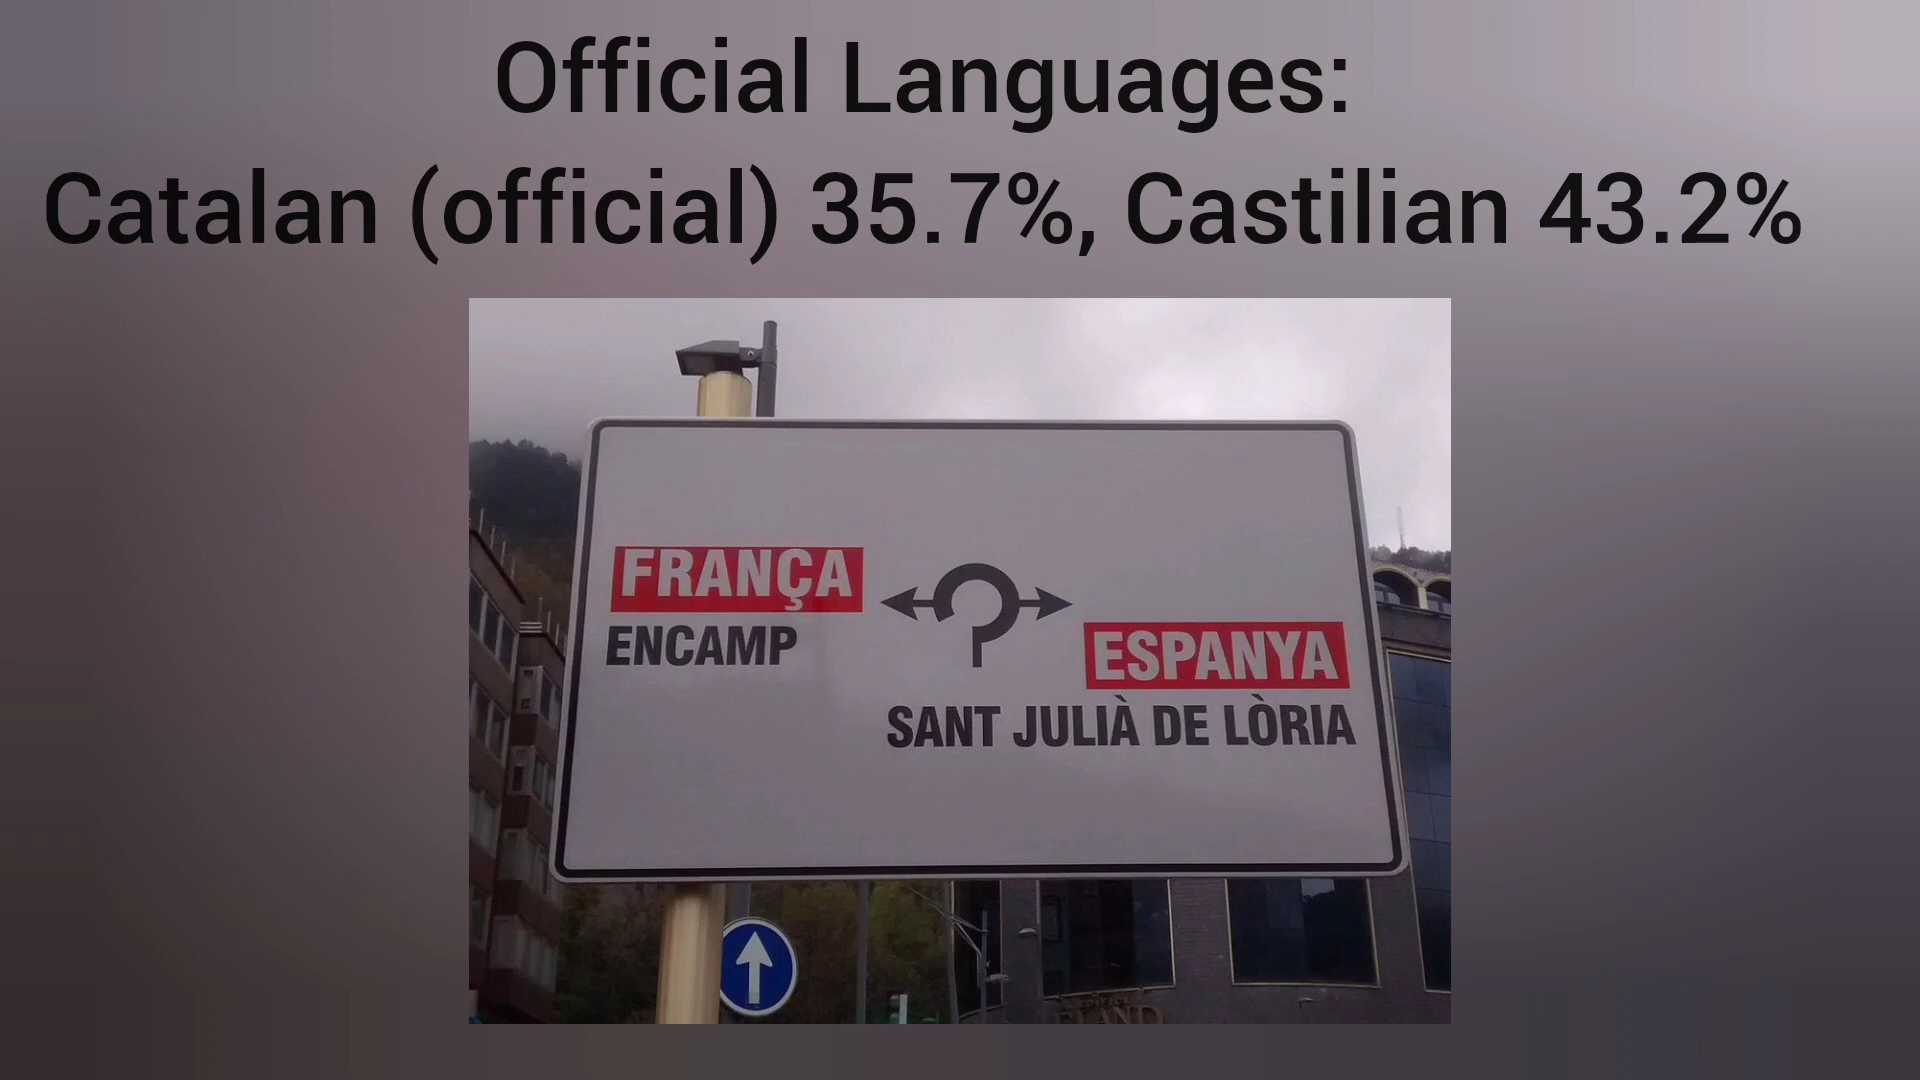 Official Languages:
Catalan (official) 35.7%, Castilian 43.2%
FRANÇA
ENCAMP
ESPANYA
SANT JULIÀ DE LÒRIA